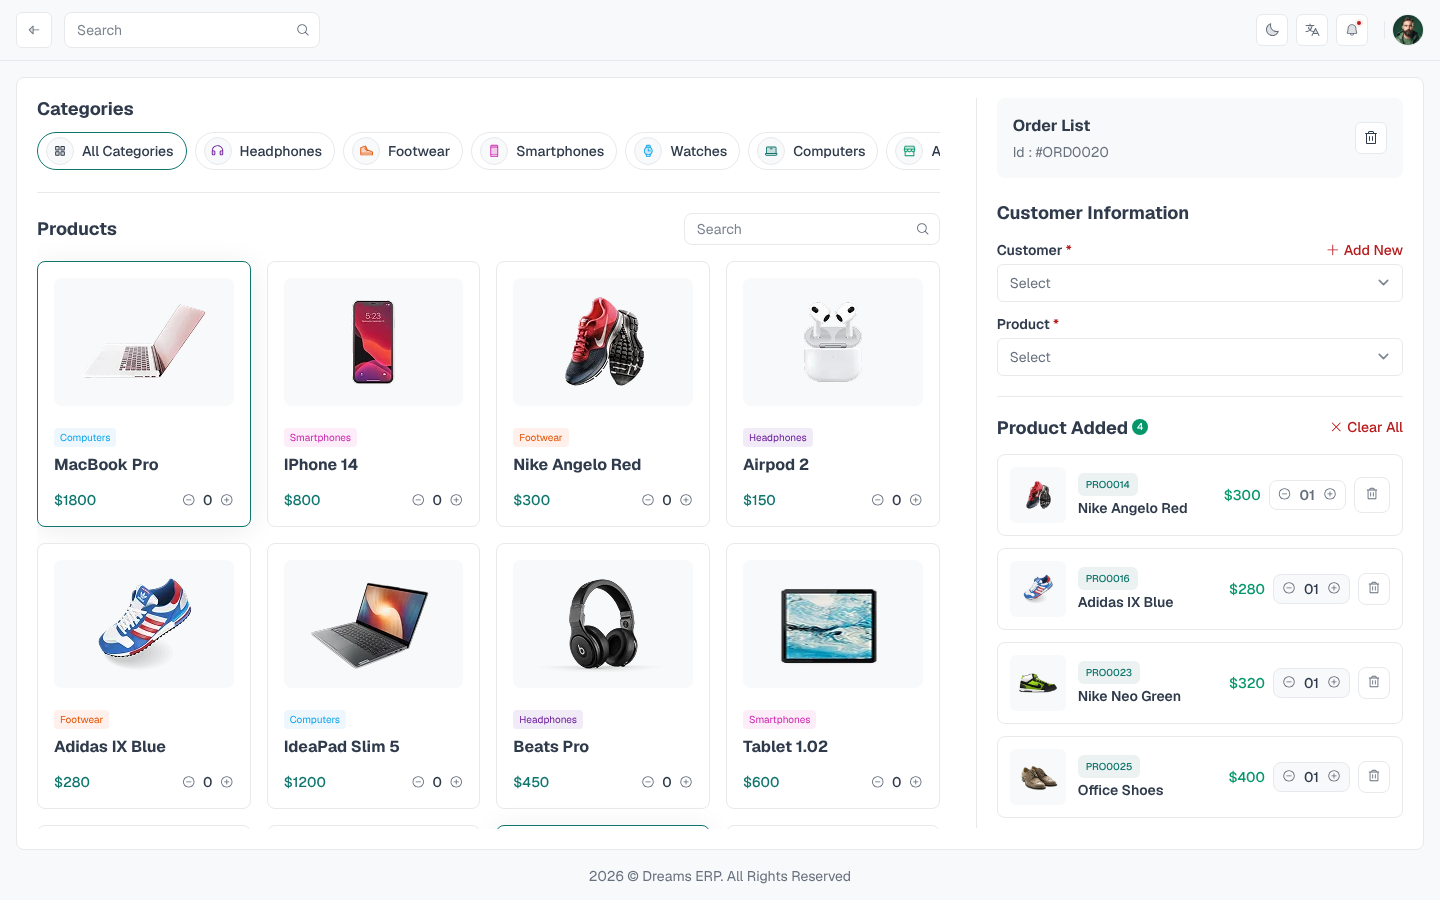 Search
Categories
All Categories
Headphones
Footwear
Smartphones
Watches
Computers
A
Products
Search
Computers
MacBook Pro
$1800
0
5:23
Smartphones
IPhone 14
$800
0
Footwear
Nike Angelo Red
$300
0
Headphones
Airpod 2
$150
0
Footwear
Adidas IX Blue
$280
0
Computers
IdeaPad Slim 5
$1200
0
Headphones
Beats Pro
$450
0
Smartphones
Tablet 1.02
$600
0
Order List
Id : #ORD0020
Customer Information
Customer *
Add New
Select
Product *
Select
Product Added 4
Clear All
PRO0014
Nike Angelo Red
$300
01
PRO0016
Adidas IX Blue
$280
01
PRO0023
Nike Neo Green
$320
01
PRO0025
Office Shoes
$400
01
2026 © Dreams ERP. All Rights Reserved